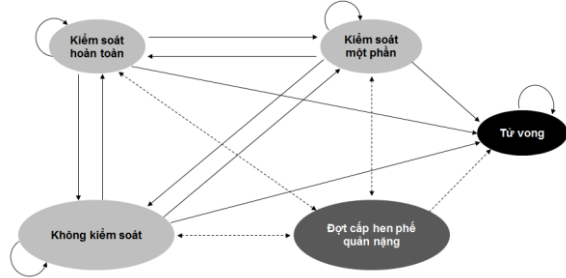 Kiểm soát
hoàn toàn
Kiểm soát
một phần
Tử vong
Không kiểm soát
Đợt cấp hen phế
quản nặng